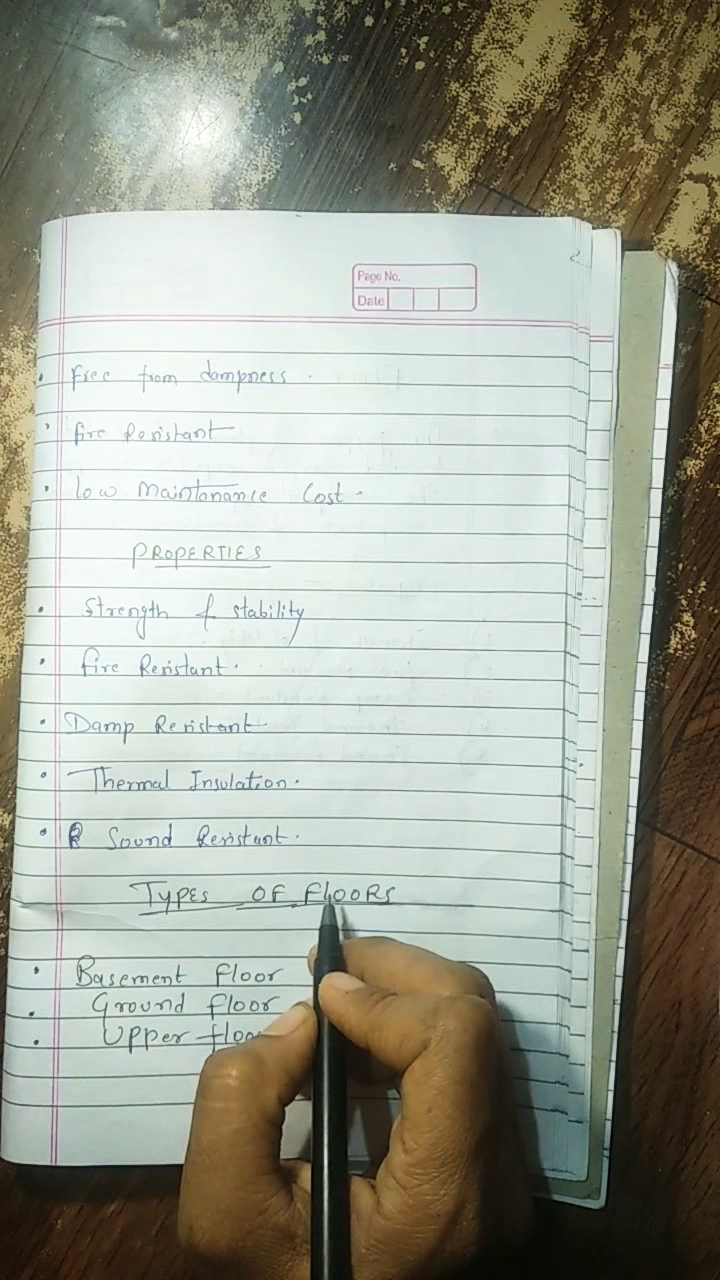 Page No.
Date
• Free from dampness.
• fire Resistant
• low Maintanance Cost.
PROPERTIES
• Strength & stability
• fire Resistant.
• Damp Resistant
• Thermal Insulation.
• Sound Resistant.
TYPES OF FLOORS
• Basement floor
• Ground floor
• Upper floo